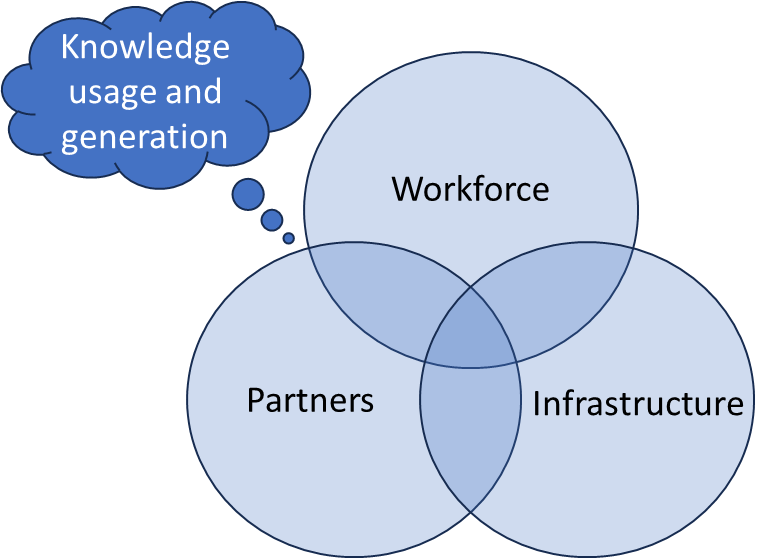 Knowledge
usage and
generation
Workforce
Partners
Infrastructure